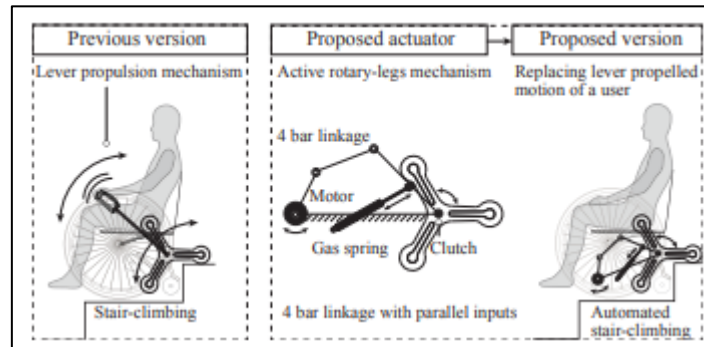 Previous version
Lever propulsion mechanism
Stair-climbing
Proposed actuator
Active rotary-legs mechanism
4 bar linkage
Motor
Gas spring
Clutch
4 bar linkage with parallel inputs
Proposed version
Replacing lever propelled
motion of a user
Automated
stair-climbing